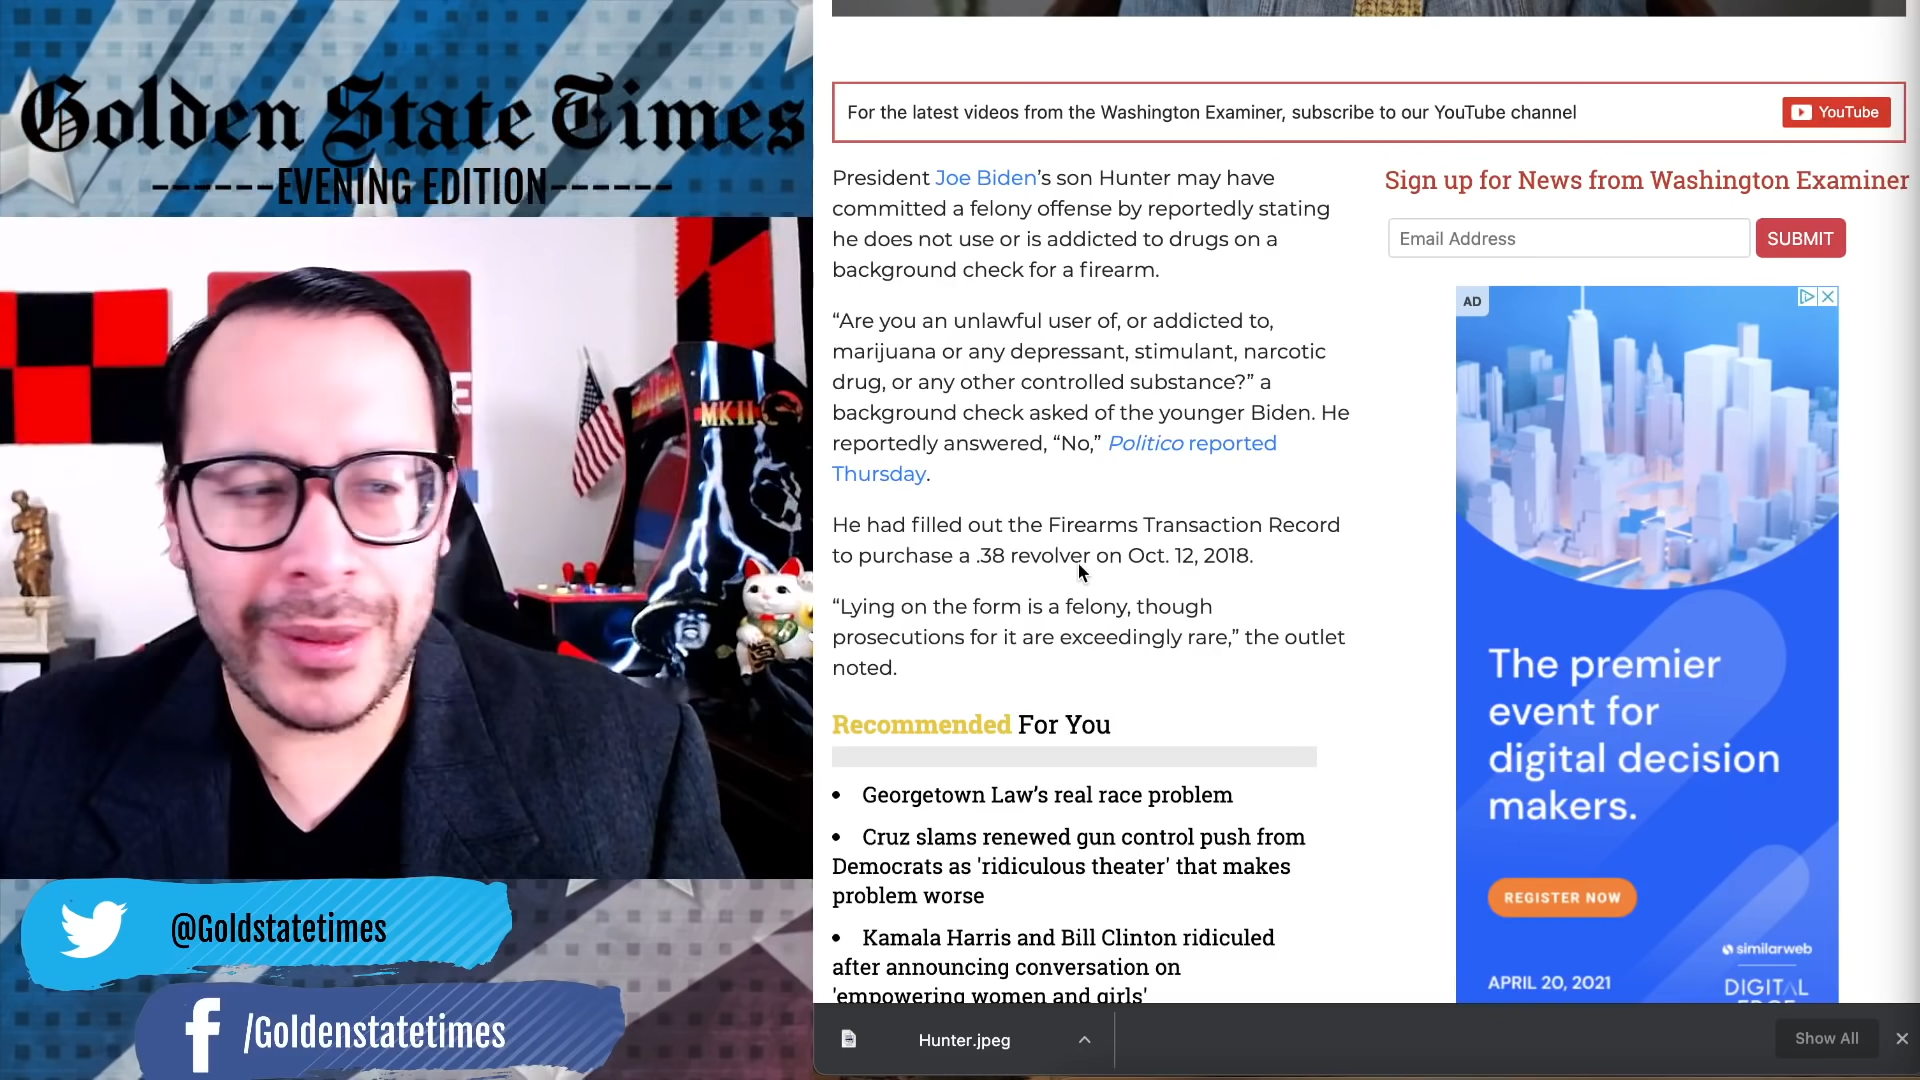 Golden State Times
------EVENING EDITION------
MKII
@Goldstatetimes
/Goldenstatetimes
For the latest videos from the Washington Examiner, subscribe to our YouTube channel
YouTube
President Joe Biden’s son Hunter may have
committed a felony offense by reportedly stating
he does not use or is addicted to drugs on a
background check for a firearm.
“Are you an unlawful user of, or addicted to,
marijuana or any depressant, stimulant, narcotic
drug, or any other controlled substance?” a
background check asked of the younger Biden. He
reportedly answered, “No,” Politico reported
Thursday.
He had filled out the Firearms Transaction Record
to purchase a .38 revolver on Oct. 12, 2018.
“Lying on the form is a felony, though
prosecutions for it are exceedingly rare,” the outlet
noted.
Recommended For You
• Georgetown Law’s real race problem
• Cruz slams renewed gun control push from
Democrats as 'ridiculous theater' that makes
problem worse
• Kamala Harris and Bill Clinton ridiculed
after announcing conversation on
'empowering women and girls'
Sign up for News from Washington Examiner
Email Address
SUBMIT
AD
The premier
event for
digital decision
makers.
REGISTER NOW
similarweb
APRIL 20, 2021
DIGITAL
EDGE
Hunter.jpeg
Show All